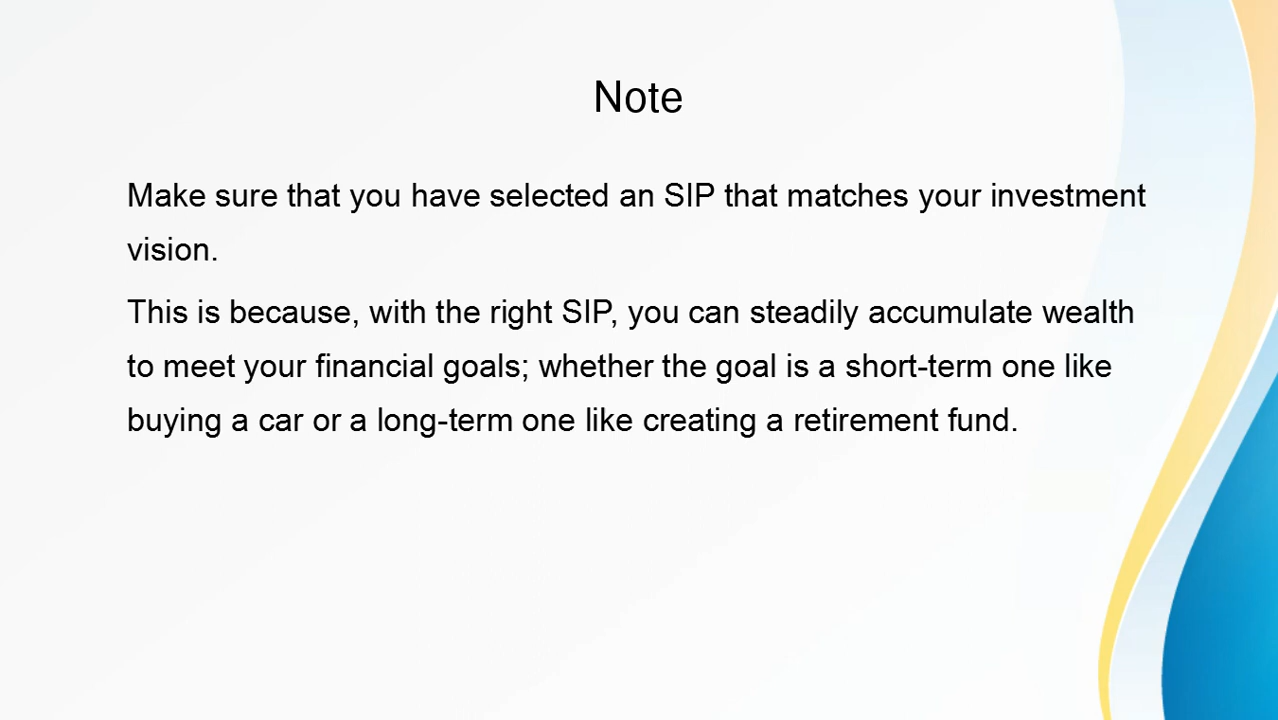 Note
Make sure that you have selected an SIP that matches your investment
vision.
This is because, with the right SIP, you can steadily accumulate wealth
to meet your financial goals; whether the goal is a short-term one like
buying a car or a long-term one like creating a retirement fund.